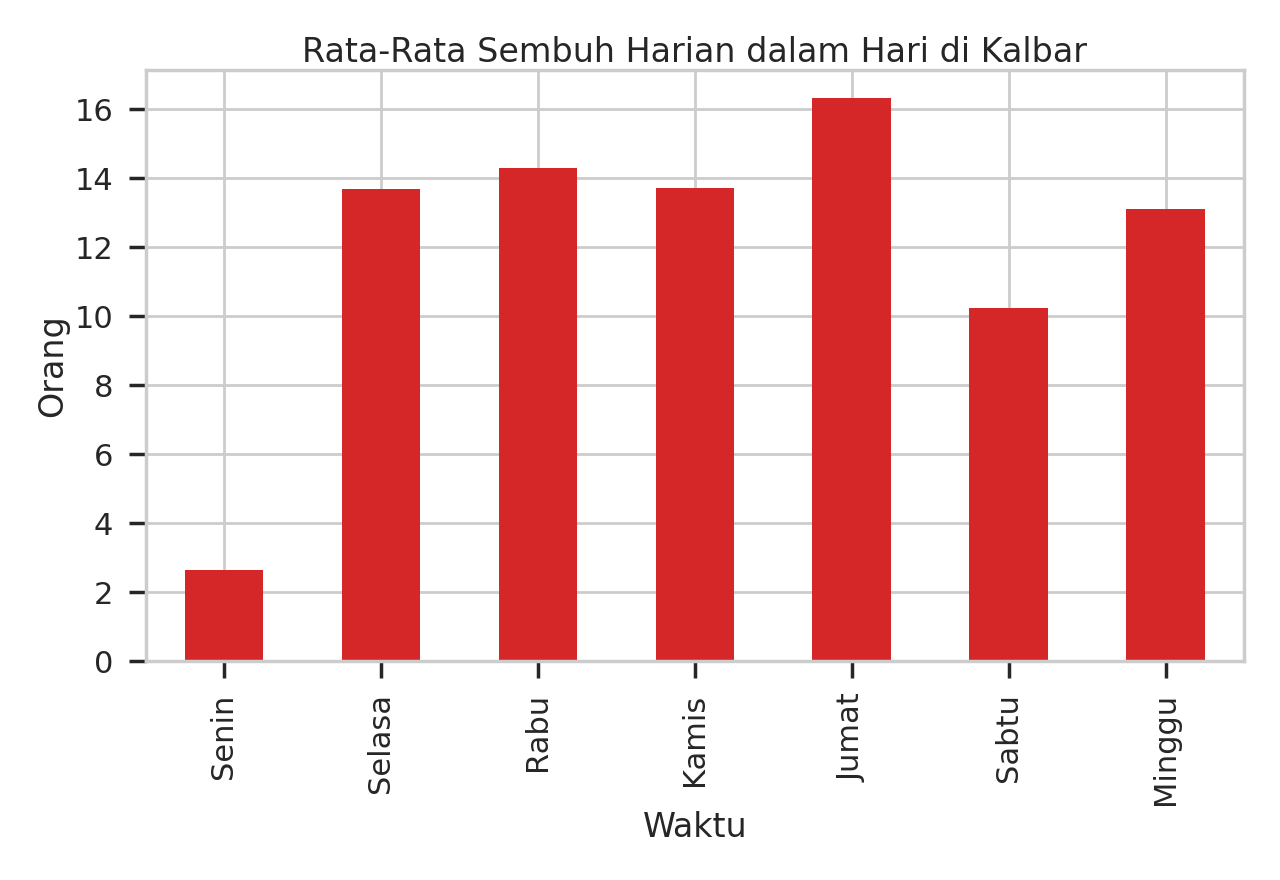 Rata-Rata Sembuh Harian dalam Hari di Kalbar
Orang
16
14
12
10
8
6
4
2
0
Senin
Selasa
Rabu
Kamis
Jumat
Sabtu
Minggu
Waktu